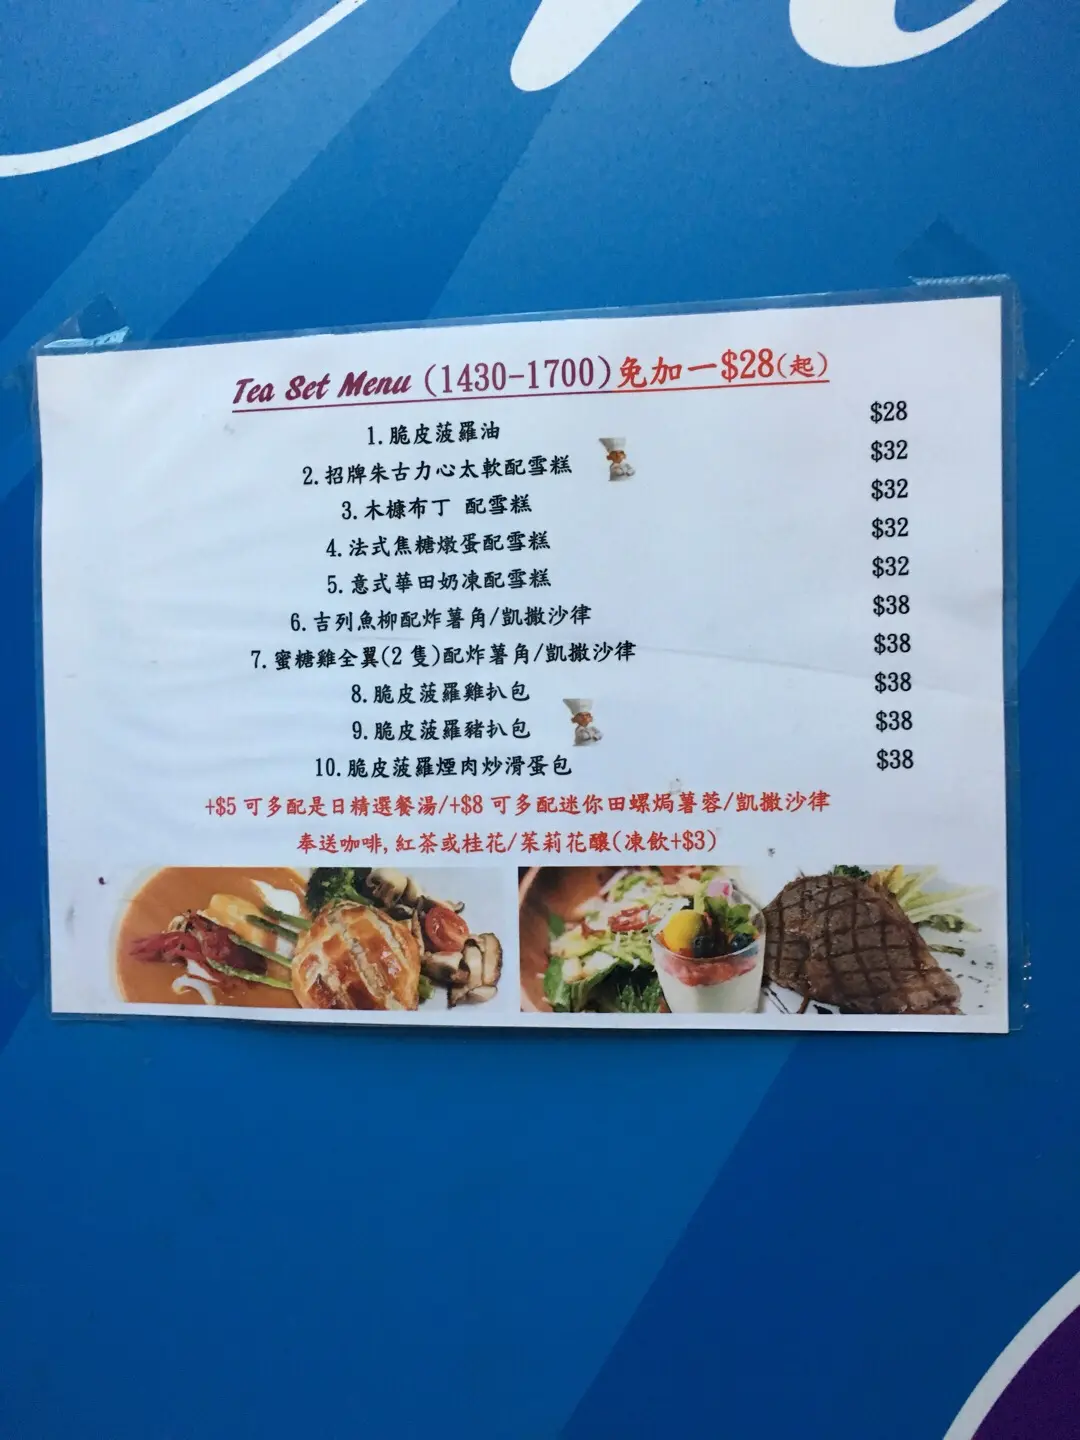 Tea Set Menu (1430-1700)免加一$28(起)
1.脆皮菠羅油 $28
2.招牌朱古力心太軟配雪糕 $32
3.木槺布丁 配雪糕 $32
4.法式焦糖燉蛋配雪糕 $32
5.意式華田奶凍配雪糕 $32
6.吉列魚柳配炸薯角/凱撒沙律 $38
7.蜜糖雞全翼(2 隻)配炸薯角/凱撒沙律 $38
8.脆皮菠羅雞扒包 $38
9.脆皮菠羅豬扒包 $38
10.脆皮菠羅煙肉炒滑蛋包 $38
+$5 可多配是日精選餐湯/+$8 可多配迷你田螺焗薯蓉/凱撒沙律
奉送咖啡,紅茶或桂花/茱莉花釀(凍飲+$3)